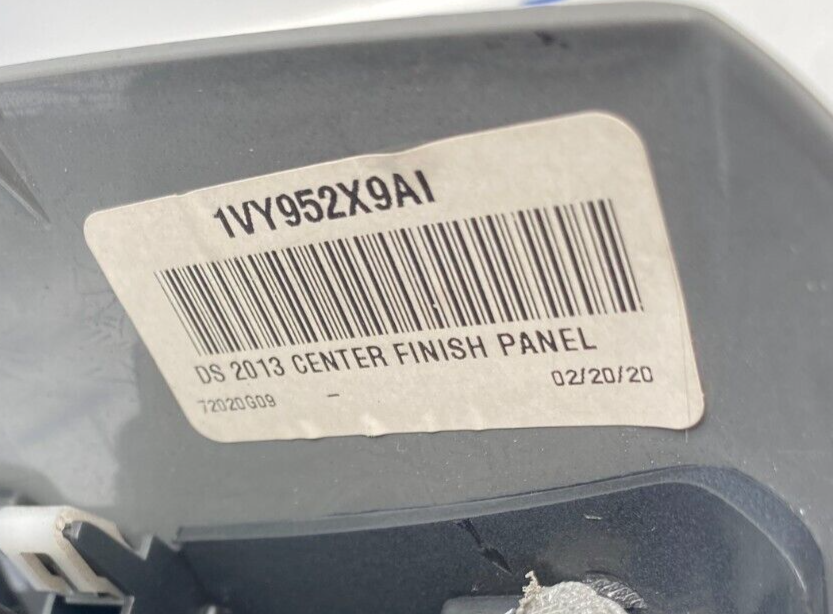 1VY952X9AI
DS 2013 CENTER FINISH PANEL
02/20/20
72020G09 -